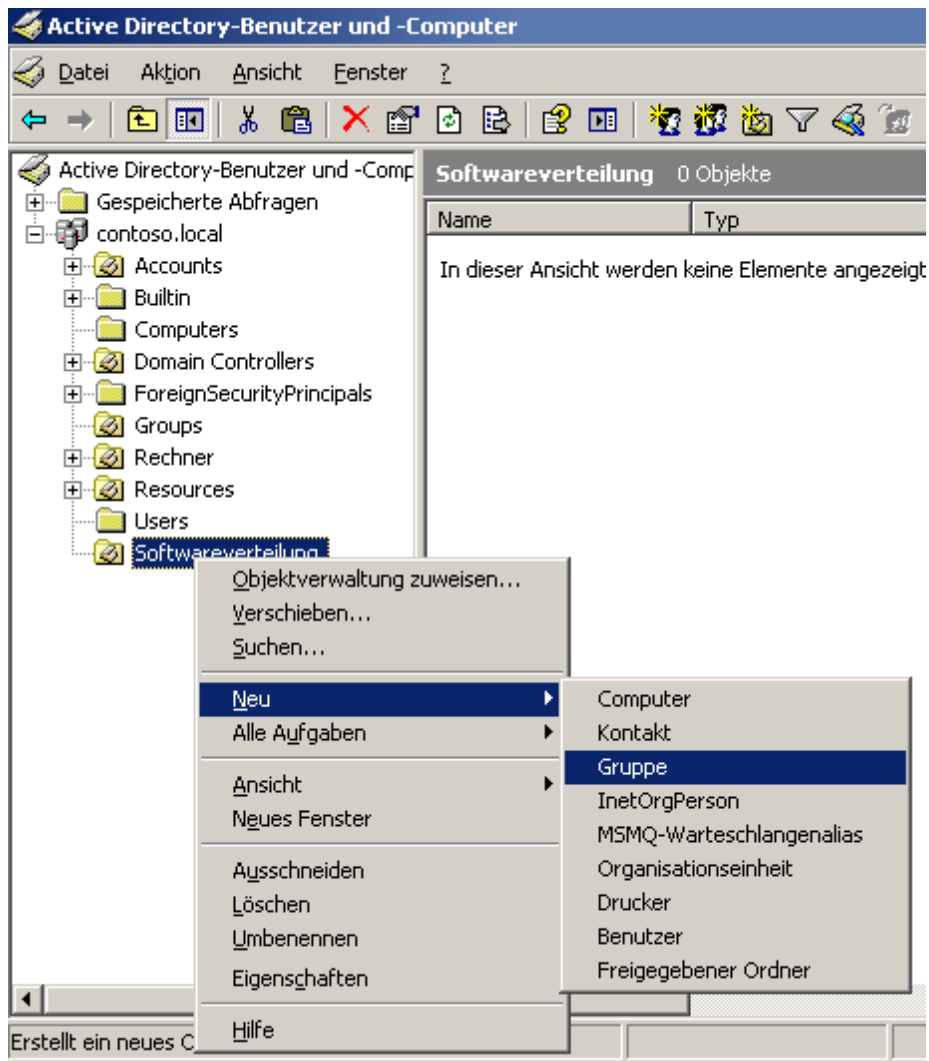 Active Directory-Benutzer und -Computer
Datei Aktion Ansicht Fenster ?
Active Directory-Benutzer und -Comp
Gespeicherte Abfragen
contoso.local
Accounts
Builtin
Computers
Domain Controllers
ForeignSecurityPrincipals
Groups
Rechner
Resources
Users
Softwareverteilung
Softwareverteilung 0 Objekte
Name Typ
In dieser Ansicht werden keine Elemente angezeigt
Objektverwaltung zuweisen...
Verschieben...
Suchen...
Neu
Alle Aufgaben
Ansicht
Neues Fenster
Ausschneiden
Löschen
Umbenennen
Eigenschaften
Hilfe
Computer
Kontakt
Gruppe
InetOrgPerson
MSMQ-Warteschlangenalias
Organisationseinheit
Drucker
Benutzer
Freigegebener Ordner
Erstellt ein neues